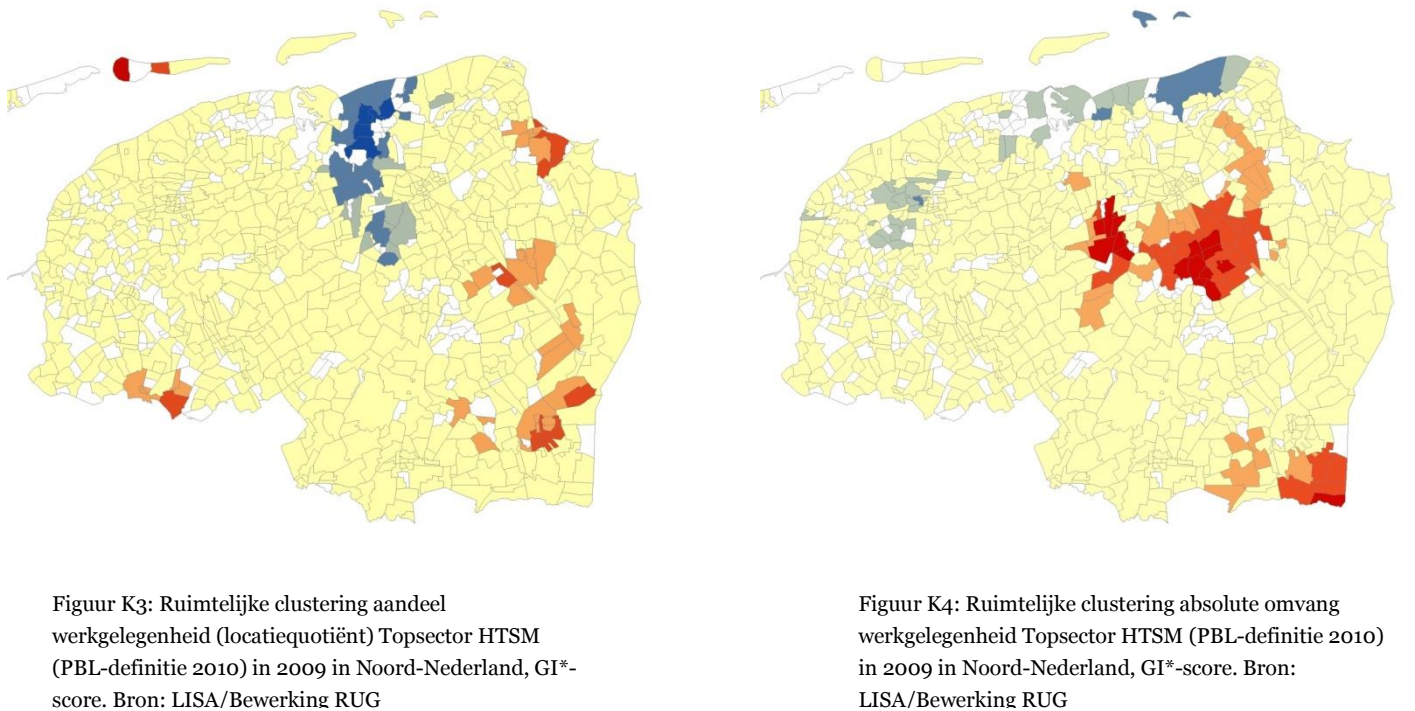 Figuur K3: Ruimtelijke clustering aandeel
werkgelegenheid (locatiequotiënt) Topsector HTSM
(PBL-definitie 2010) in 2009 in Noord-Nederland, GI*-
score. Bron: LISA/Bewerking RUG
Figuur K4: Ruimtelijke clustering absolute omvang
werkgelegenheid Topsector HTSM (PBL-definitie 2010)
in 2009 in Noord-Nederland, GI*-score. Bron:
LISA/Bewerking RUG